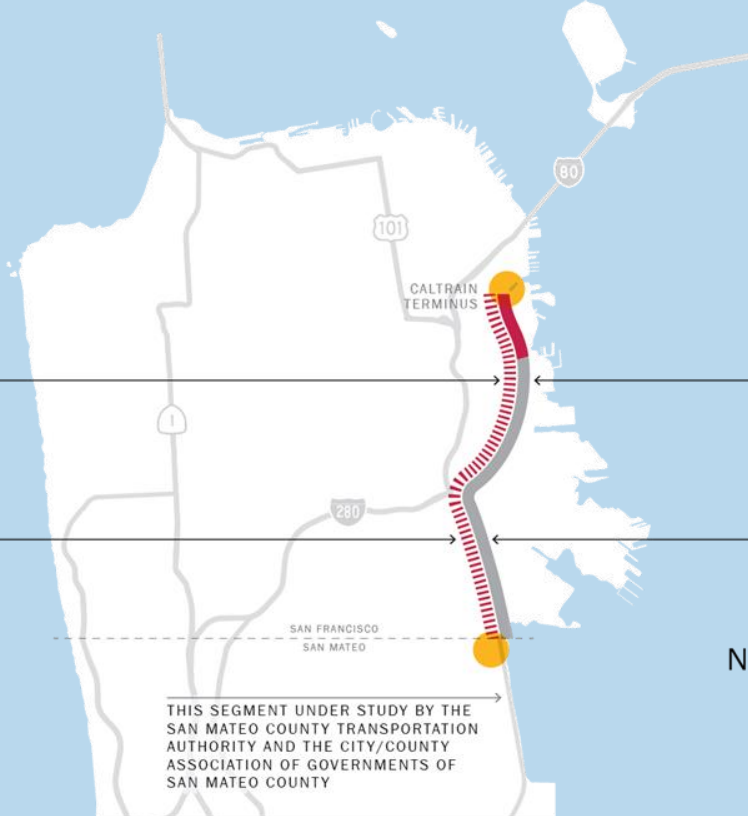 80
101
CALTRAIN
TERMINUS
1
280
SAN FRANCISCO
SAN MATEO
N
THIS SEGMENT UNDER STUDY BY THE
SAN MATEO COUNTY TRANSPORTATION
AUTHORITY AND THE CITY/COUNTY
ASSOCIATION OF GOVERNMENTS OF
SAN MATEO COUNTY